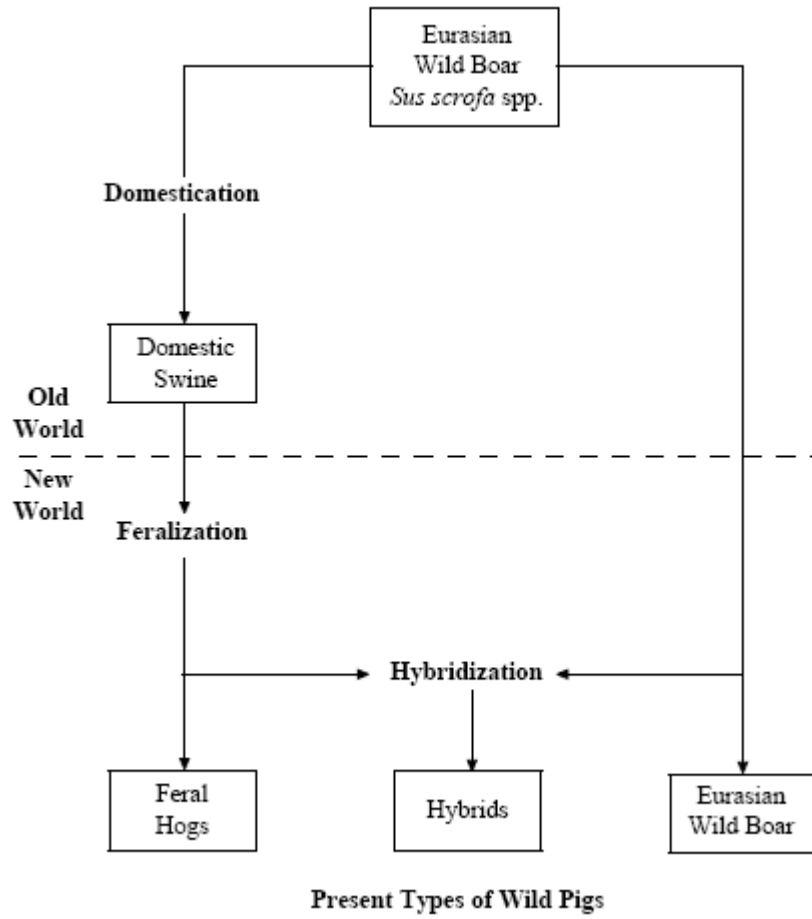 Eurasian
Wild Boar
Sus scrofa spp.
Domestication
Domestic
Swine
Old
World
New
World
Feralization
Hybridization
Feral
Hogs
Hybrids
Eurasian
Wild Boar
Present Types of Wild Pigs